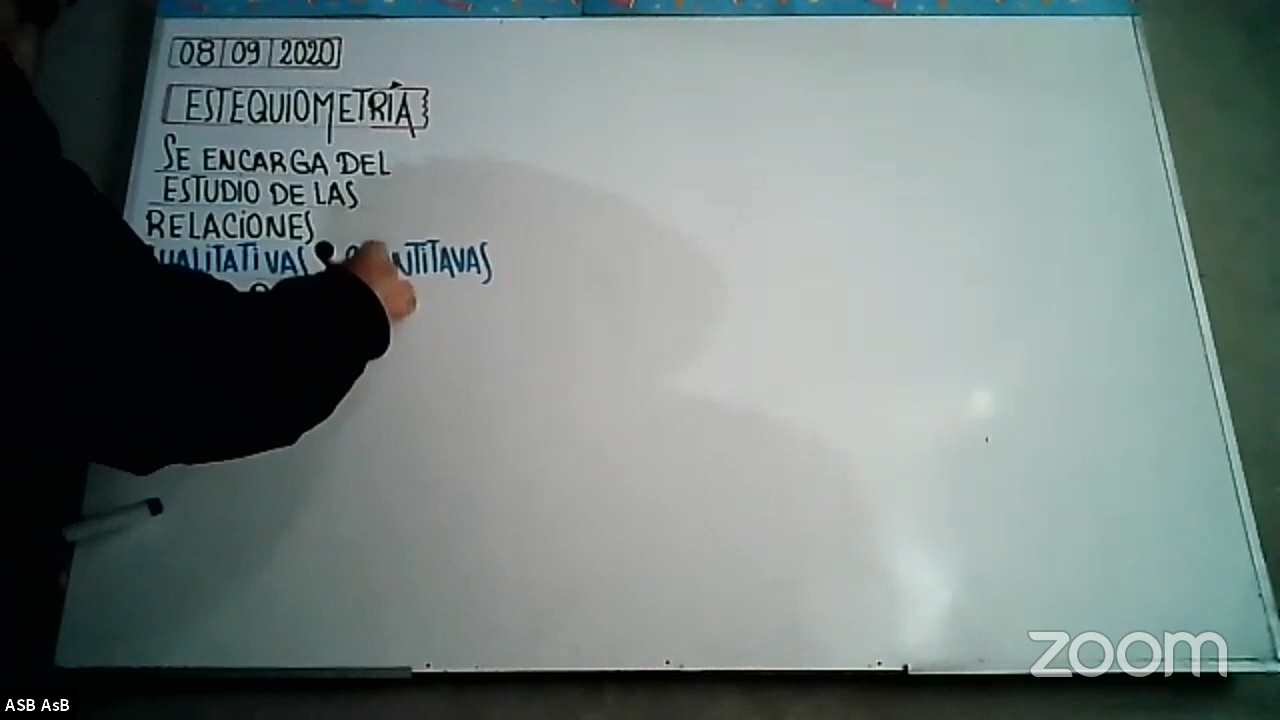 08 | 09 | 2020
ESTEQUIOMETRÍA
SE ENCARGA DEL
ESTUDIO DE LAS
RELACIONES
zoom
ASB AsB